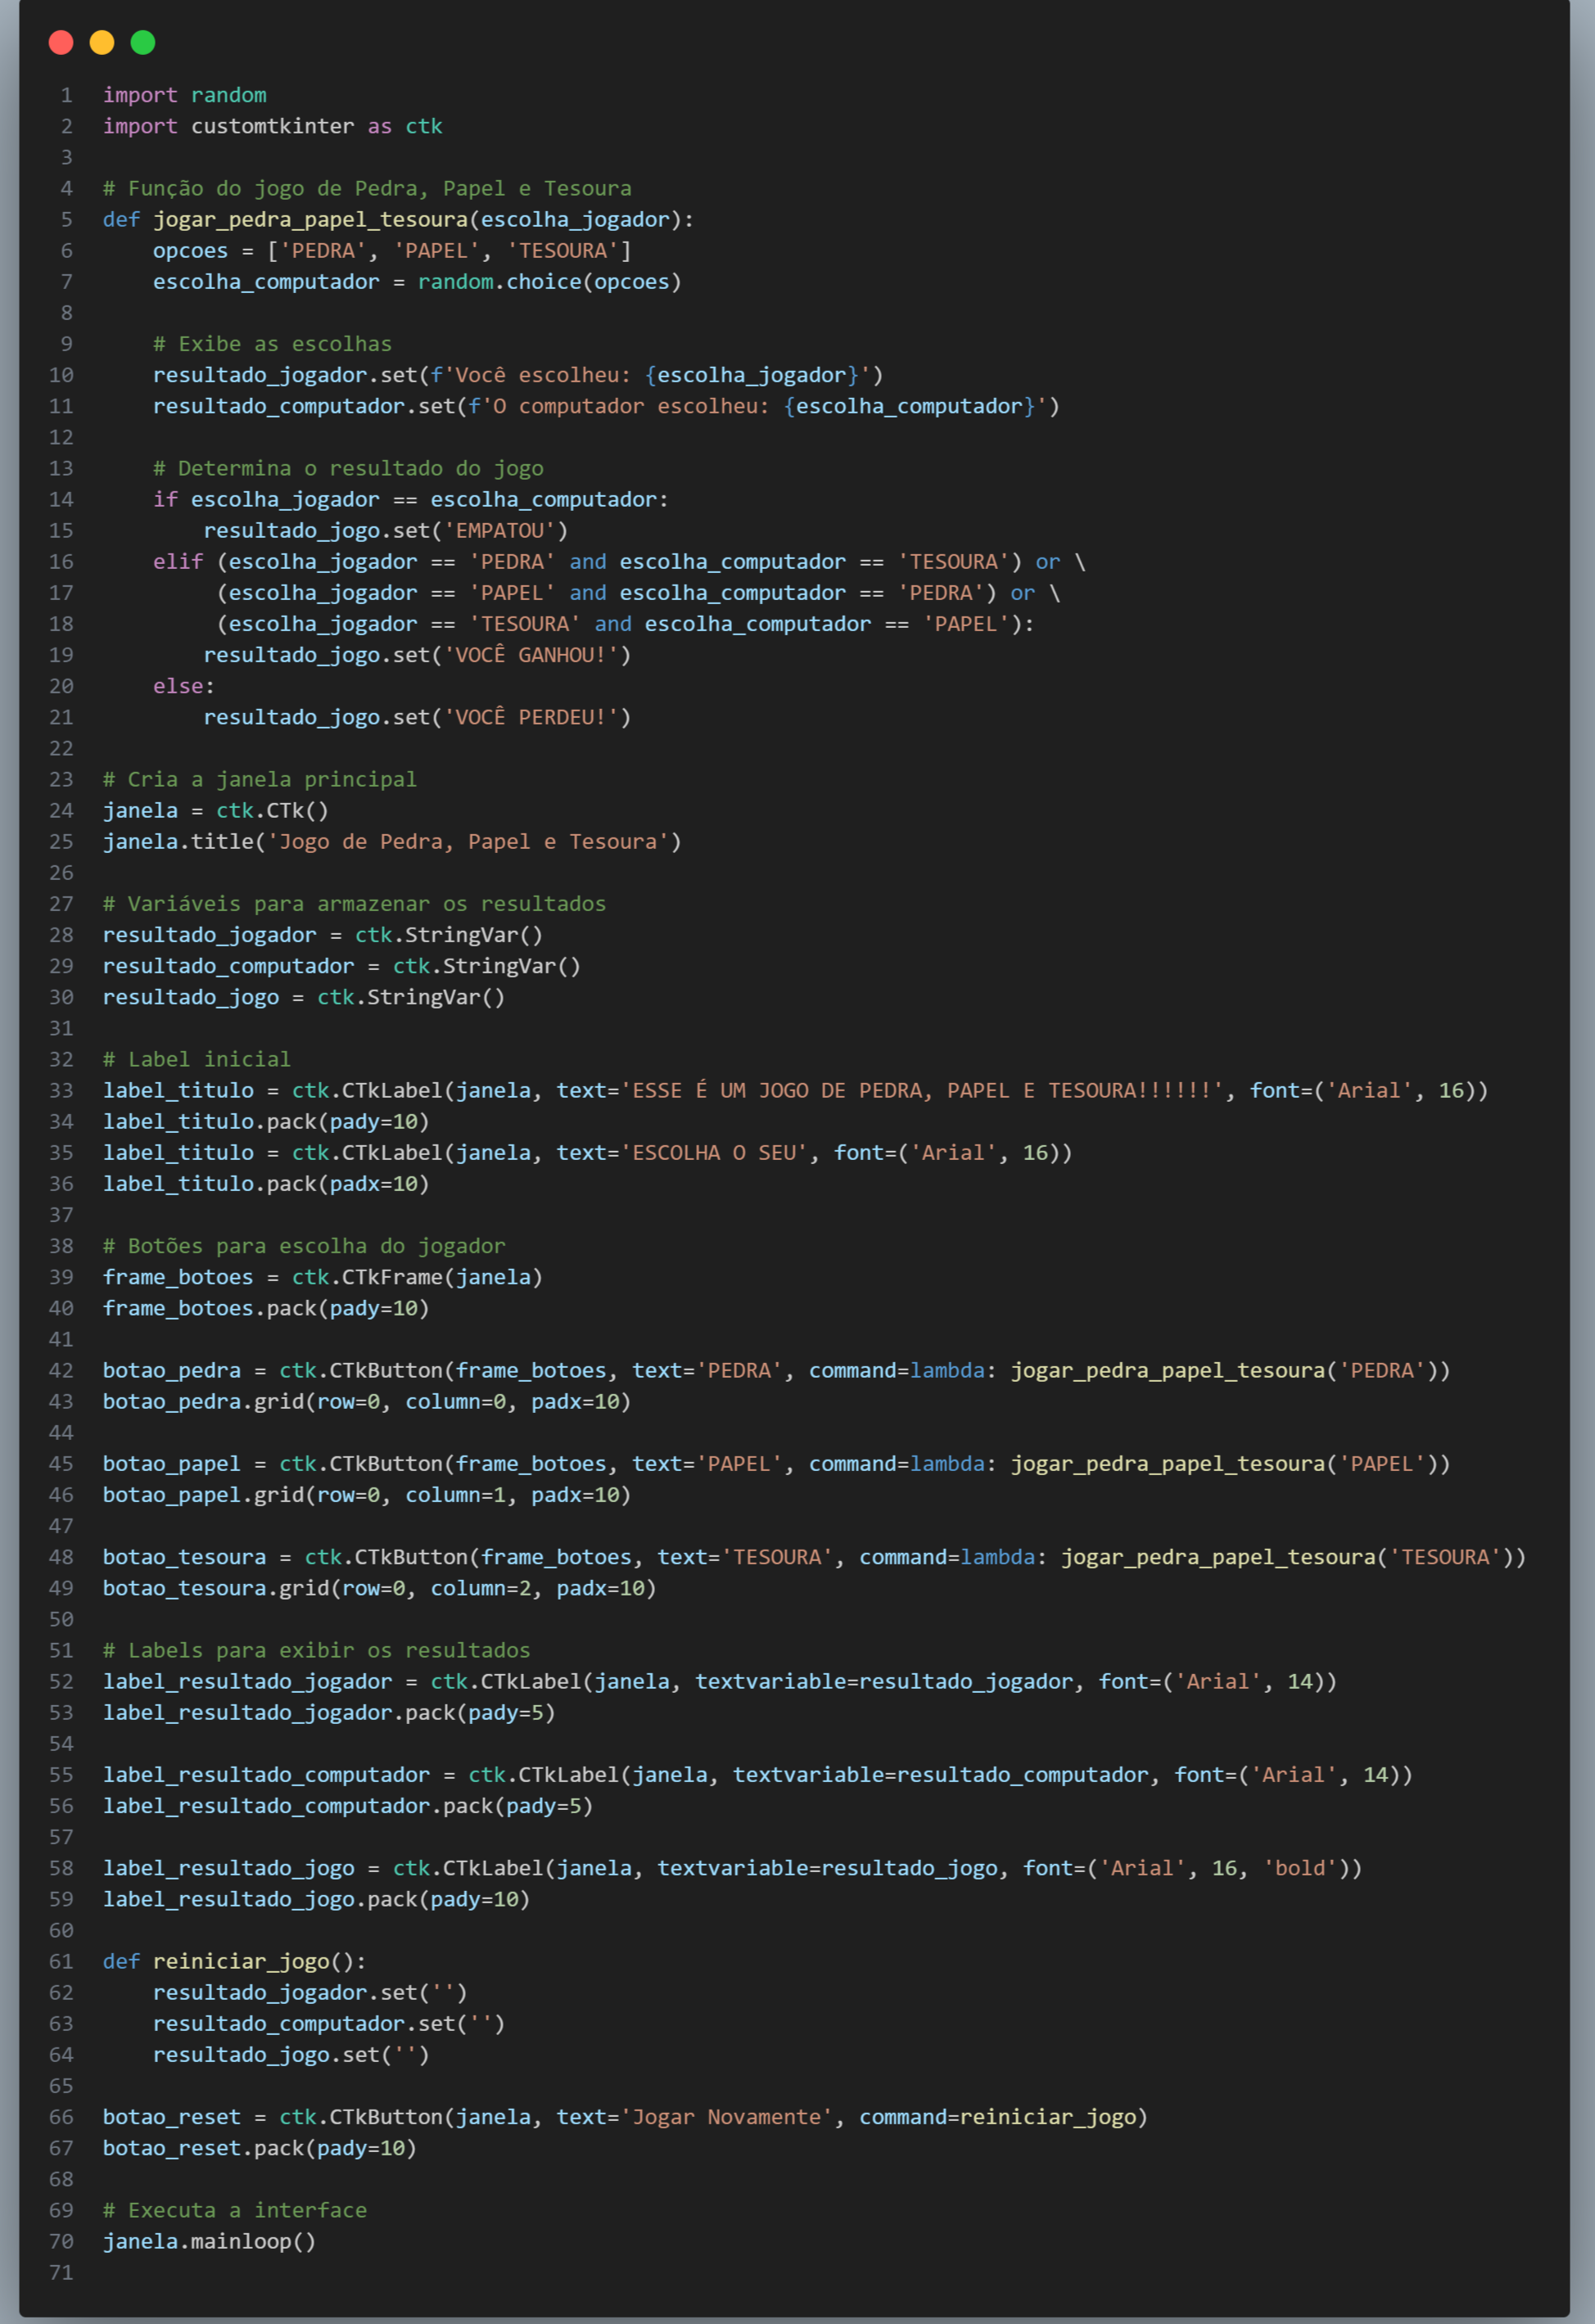 1 import random
2 import customtkinter as ctk
3
4 # Função do jogo de Pedra, Papel e Tesoura
5 def jogar_pedra_papel_tesoura(escolha_jogador):
6     opcoes = ['PEDRA', 'PAPEL', 'TESOURA']
7     escolha_computador = random.choice(opcoes)
8
9     # Exibe as escolhas
10     resultado_jogador.set(f'Você escolheu: {escolha_jogador}')
11     resultado_computador.set(f'O computador escolheu: {escolha_computador}')
12
13     # Determina o resultado do jogo
14     if escolha_jogador == escolha_computador:
15         resultado_jogo.set('EMPATOU')
16     elif (escolha_jogador == 'PEDRA' and escolha_computador == 'TESOURA') or \
17          (escolha_jogador == 'PAPEL' and escolha_computador == 'PEDRA') or \
18          (escolha_jogador == 'TESOURA' and escolha_computador == 'PAPEL'):
19         resultado_jogo.set('VOCÊ GANHOU!')
20     else:
21         resultado_jogo.set('VOCÊ PERDEU!')
22
23 # Cria a janela principal
24 janela = ctk.CTk()
25 janela.title('Jogo de Pedra, Papel e Tesoura')
26
27 # Variáveis para armazenar os resultados
28 resultado_jogador = ctk.StringVar()
29 resultado_computador = ctk.StringVar()
30 resultado_jogo = ctk.StringVar()
31
32 # Label inicial
33 label_titulo = ctk.CTkLabel(janela, text='ESSE É UM JOGO DE PEDRA, PAPEL E TESOURA!!!!!!', font=('Arial', 16))
34 label_titulo.pack(pady=10)
35 label_titulo = ctk.CTkLabel(janela, text='ESCOLHA O SEU', font=('Arial', 16))
36 label_titulo.pack(padx=10)
37
38 # Botões para escolha do jogador
39 frame_botoes = ctk.CTkFrame(janela)
40 frame_botoes.pack(pady=10)
41
42 botao_pedra = ctk.CTkButton(frame_botoes, text='PEDRA', command=lambda: jogar_pedra_papel_tesoura('PEDRA'))
43 botao_pedra.grid(row=0, column=0, padx=10)
44
45 botao_papel = ctk.CTkButton(frame_botoes, text='PAPEL', command=lambda: jogar_pedra_papel_tesoura('PAPEL'))
46 botao_papel.grid(row=0, column=1, padx=10)
47
48 botao_tesoura = ctk.CTkButton(frame_botoes, text='TESOURA', command=lambda: jogar_pedra_papel_tesoura('TESOURA'))
49 botao_tesoura.grid(row=0, column=2, padx=10)
50
51 # Labels para exibir os resultados
52 label_resultado_jogador = ctk.CTkLabel(janela, textvariable=resultado_jogador, font=('Arial', 14))
53 label_resultado_jogador.pack(pady=5)
54
55 label_resultado_computador = ctk.CTkLabel(janela, textvariable=resultado_computador, font=('Arial', 14))
56 label_resultado_computador.pack(pady=5)
57
58 label_resultado_jogo = ctk.CTkLabel(janela, textvariable=resultado_jogo, font=('Arial', 16, 'bold'))
59 label_resultado_jogo.pack(pady=10)
60
61 def reiniciar_jogo():
62     resultado_jogador.set('')
63     resultado_computador.set('')
64     resultado_jogo.set('')
65
66 botao_reset = ctk.CTkButton(janela, text='Jogar Novamente', command=reiniciar_jogo)
67 botao_reset.pack(pady=10)
68
69 # Executa a interface
70 janela.mainloop()
71